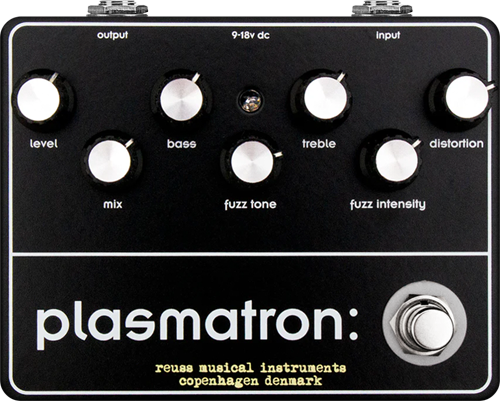 output 9-18v dc input
level bass treble distortion
mix fuzz tone fuzz intensity
plasmatron:
reuss musical instruments
copenhagen denmark